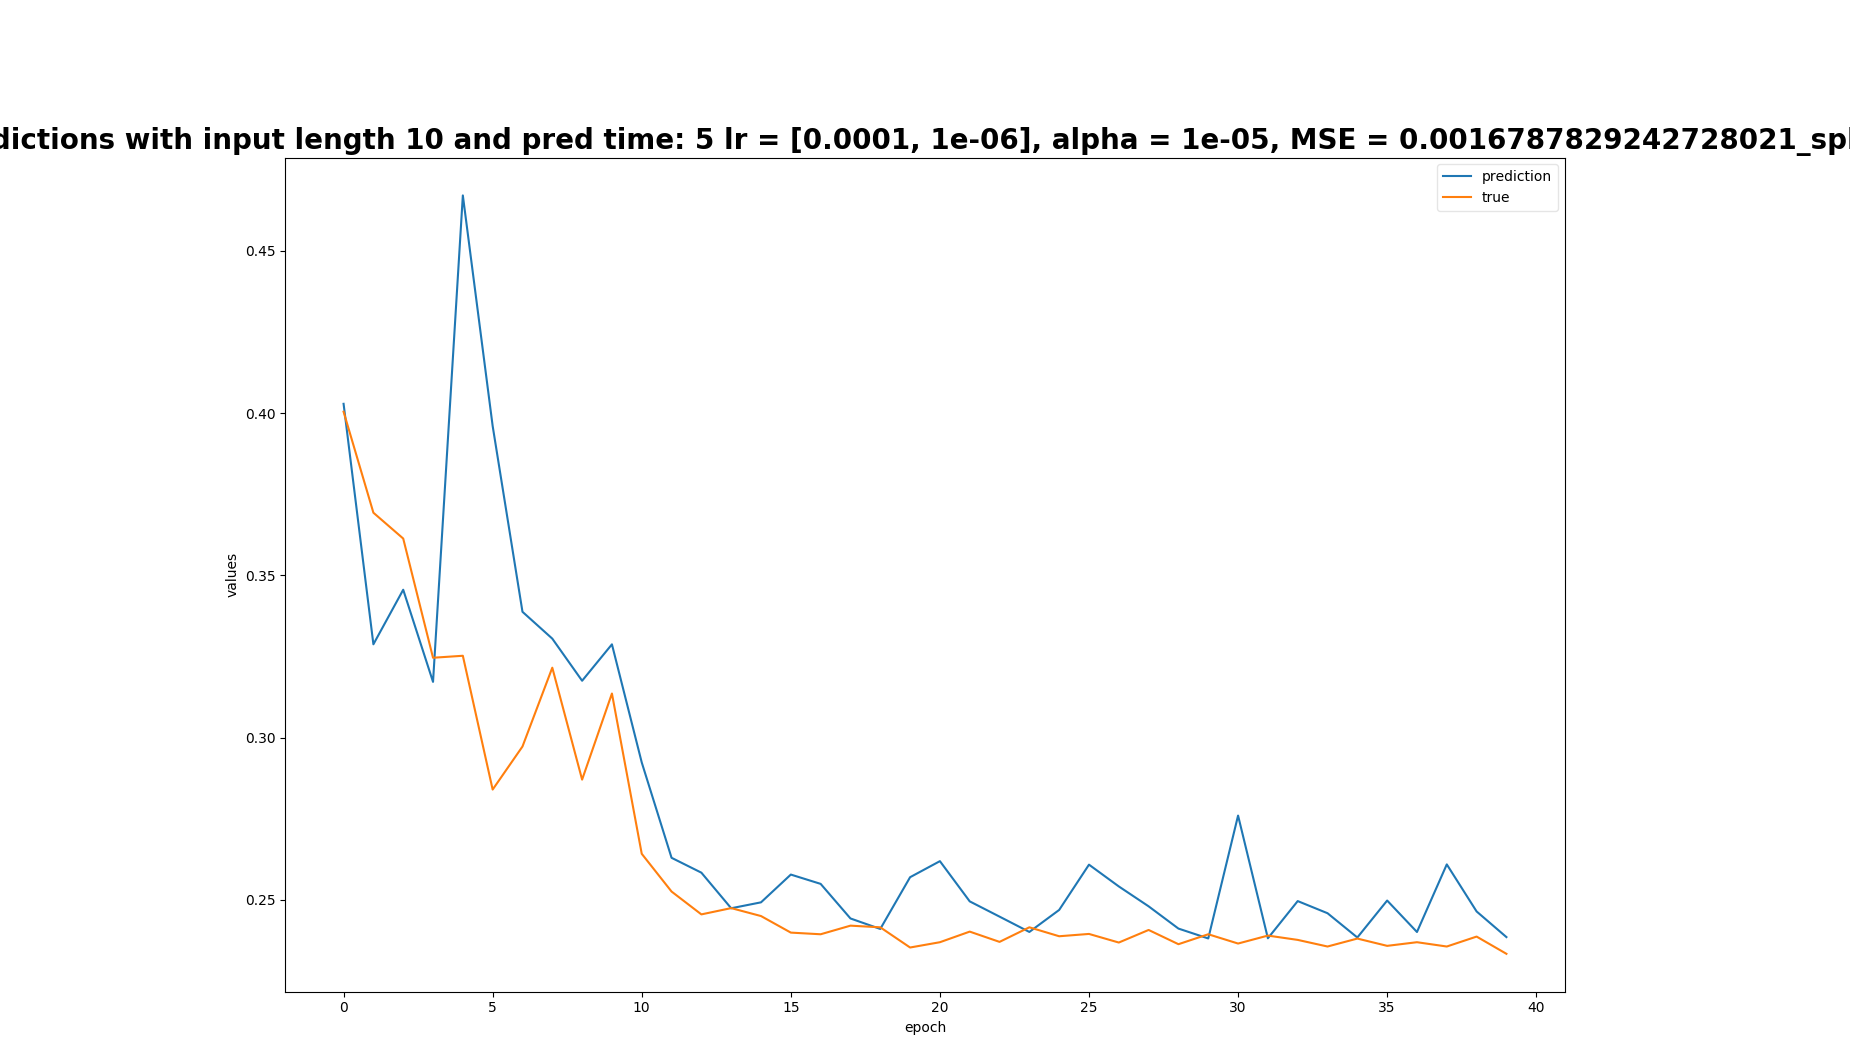 dictions with input length 10 and pred time: 5 lr = [0.0001, 1e-06], alpha = 1e-05, MSE = 0.0016787829242728021_spl
prediction
true
values
0.45
0.40
0.35
0.30
0.25
0
5
10
15
20
25
30
35
40
epoch